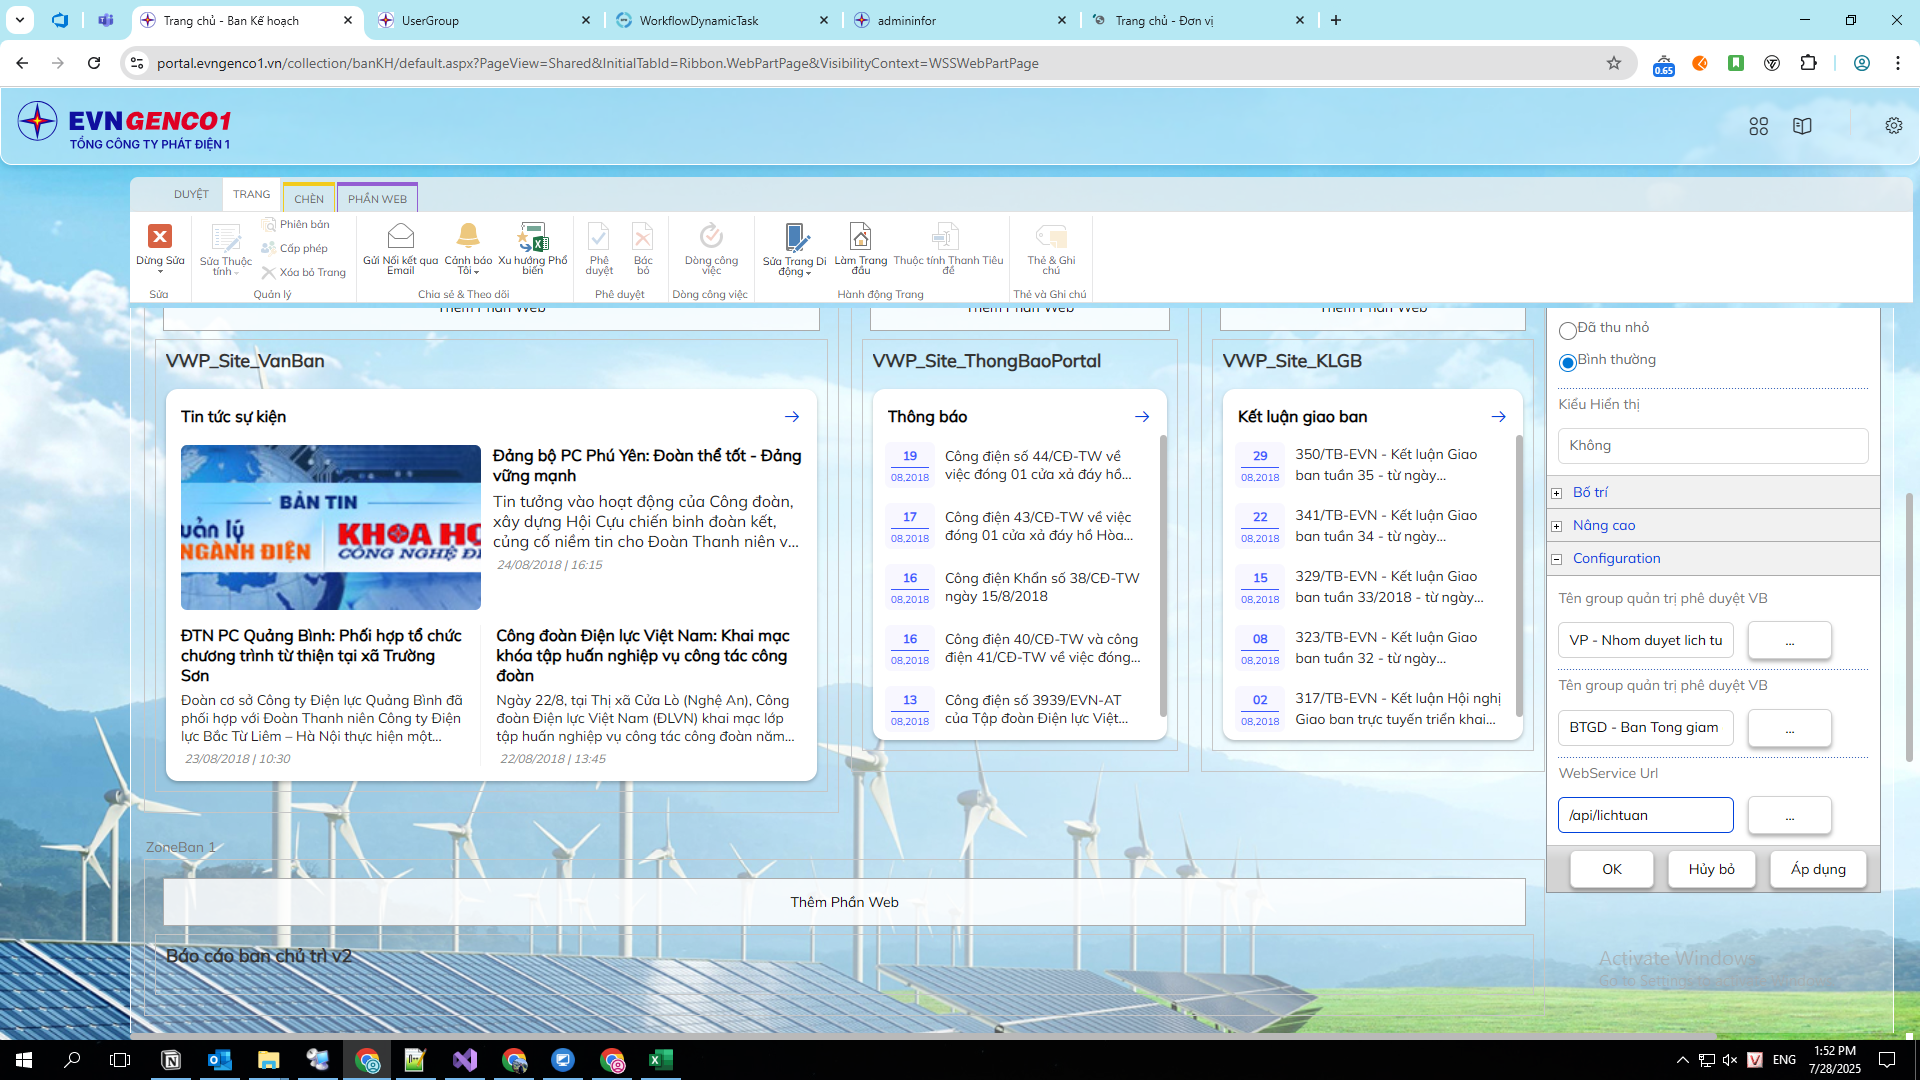 Trang chủ - Ban Kế hoạch
UserGroup
WorkflowDynamicTask
admininfor
Trang chủ - Đơn vị
portal.evngenco1.vn/collection/banKH/default.aspx?PageView=Shared&InitialTabId=Ribbon.WebPartPage&VisibilityContext=WSSWebPartPage
0.65
EVNGENCO1
TỔNG CÔNG TY PHÁT ĐIỆN 1
DUYỆT
TRANG
CHÈN
PHẦN WEB
Dừng Sửa
Sửa
Sửa Thuộc tính
Phiên bản
Cấp phép
Xóa bỏ Trang
Quản lý
Gửi Nối kết qua Email
Cảnh báo Tôi
Xu hướng Phổ biến
Chia sẻ & Theo dõi
Phê duyệt
Bác bỏ
Phê duyệt
Dòng công việc
Dòng công việc
Sửa Trang Di động
Làm Trang đầu
Thuộc tính Thanh Tiêu đề
Hành động Trang
Thẻ & Ghi chú
Thẻ và Ghi chú
Thêm Phần Web
Thêm Phần Web
Thêm Phần Web
VWP_Site_VanBan
Tin tức sự kiện
BẢN TIN
QUẢN LÝ
NGÀNH ĐIỆN
KHOA HỌ
CÔNG NGHỆ ĐI
Đảng bộ PC Phú Yên: Đoàn thể tốt - Đảng
vững mạnh
Tin tưởng vào hoạt động của Công đoàn,
xây dựng Hội Cựu chiến binh đoàn kết,
củng cố niềm tin cho Đoàn Thanh niên v...
24/08/2018 | 16:15
ĐTN PC Quảng Bình: Phối hợp tổ chức
chương trình từ thiện tại xã Trường
Sơn
Đoàn cơ sở Công ty Điện lực Quảng Bình đã
phối hợp với Đoàn Thanh niên Công ty Điện
lực Bắc Từ Liêm – Hà Nội thực hiện một...
23/08/2018 | 10:30
Công đoàn Điện lực Việt Nam: Khai mạc
khóa tập huấn nghiệp vụ công tác công
đoàn
Ngày 22/8, tại Thị xã Cửa Lò (Nghệ An), Công
đoàn Điện lực Việt Nam (ĐLVN) khai mạc lớp
tập huấn nghiệp vụ công tác công đoàn năm...
22/08/2018 | 13:45
VWP_Site_ThongBaoPortal
Thông báo
19
08,2018
Công điện số 44/CĐ-TW về
việc đóng 01 cửa xả đáy hồ...
17
08,2018
Công điện 43/CĐ-TW về việc
đóng 01 cửa xả đáy hồ Hòa...
16
08,2018
Công điện Khẩn số 38/CĐ-TW
ngày 15/8/2018
16
08,2018
Công điện 40/CĐ-TW và công
điện 41/CĐ-TW về việc đóng...
13
08,2018
Công điện số 3939/EVN-AT
của Tập đoàn Điện lực Việt...
VWP_Site_KLGB
Kết luận giao ban
29
08,2018
350/TB-EVN - Kết luận Giao
ban tuần 35 - từ ngày...
22
08,2018
341/TB-EVN - Kết luận Giao
ban tuần 34 - từ ngày...
15
08,2018
329/TB-EVN - Kết luận Giao
ban tuần 33/2018 - từ ngày...
08
08,2018
323/TB-EVN - Kết luận Giao
ban tuần 32 - từ ngày...
02
08,2018
317/TB-EVN - Kết luận Hội nghị
Giao ban trực tuyến triển khai...
ZoneBan 1
Thêm Phần Web
Báo cáo ban chủ trì v2
Đã thu nhỏ
Bình thường
Kiểu Hiển thị
Không
Bố trí
Nâng cao
Configuration
Tên group quản trị phê duyệt VB
VP - Nhom duyet lich tu
...
Tên group quản trị phê duyệt VB
BTGD - Ban Tong giam
...
WebService Url
/api/lichtuan
...
OK
Hủy bỏ
Áp dụng
Activate Windows
Go to Settings to activate Windows.
ENG
1:52 PM
7/28/2025